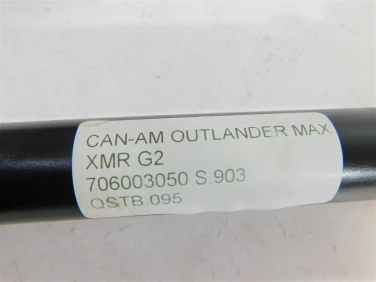 CAN-AM OUTLANDER MAX
XMR G2
706003050 S.903
QSTB.095